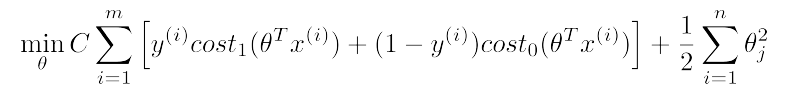 $\min_{\theta} C \sum_{i=1}^{m} \left[ y^{(i)} cost_1(\theta^T x^{(i)}) + (1 - y^{(i)}) cost_0(\theta^T x^{(i)}) \right] + \frac{1}{2} \sum_{i=1}^{n} \theta_j^2$